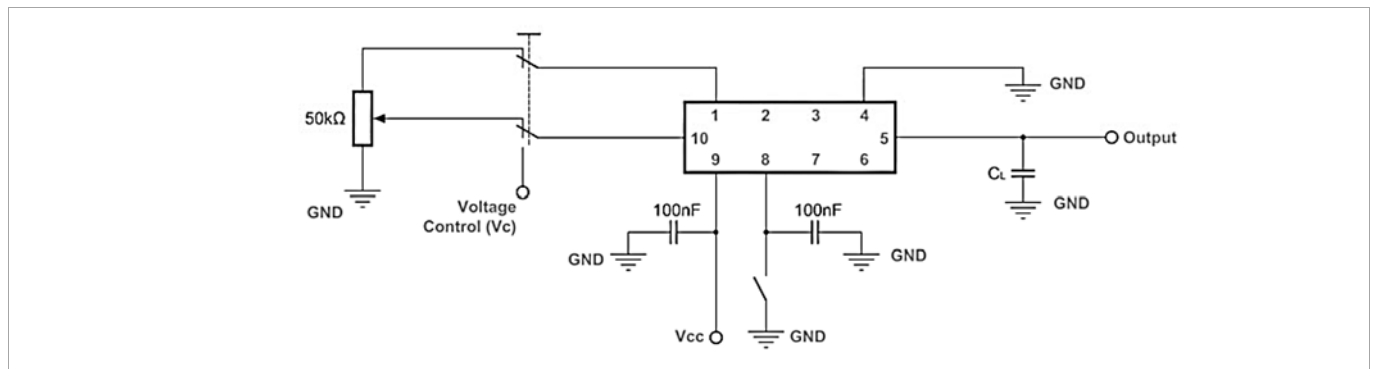 GND
1 2 3 4
50kΩ
10 5
Output
9 8 7 6
CL
GND
GND
Voltage
Control (Vc)
100nF
100nF
GND
GND
Vcc
GND